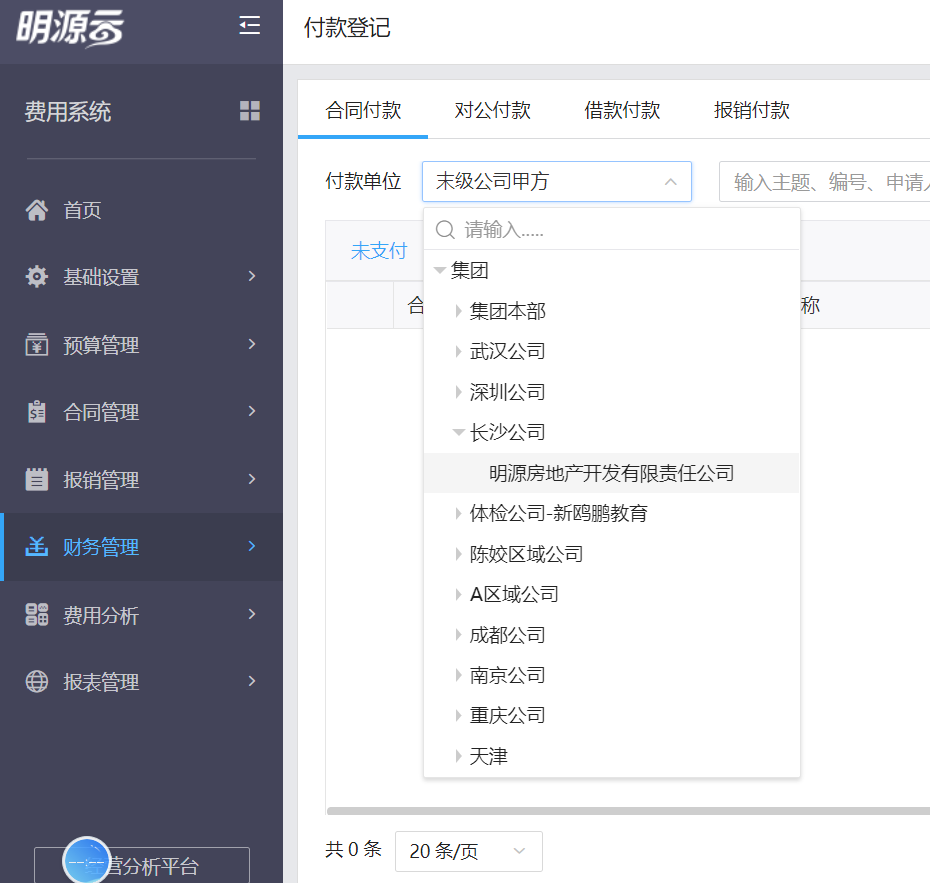 明源云
付款登记
费用系统
合同付款 对公付款 借款付款 报销付款
付款单位 末级公司甲方 输入主题、编号、申请
首页
请输入.....
未支付
集团
基础设置
集团本部
合
称
预算管理
武汉公司
深圳公司
合同管理
长沙公司
报销管理
明源房地产开发有限责任公司
体检公司-新鸥鹏教育
财务管理
陈姣区域公司
A区域公司
费用分析
成都公司
报表管理
南京公司
重庆公司
天津
共 0 条 20 条/页
营分析平台